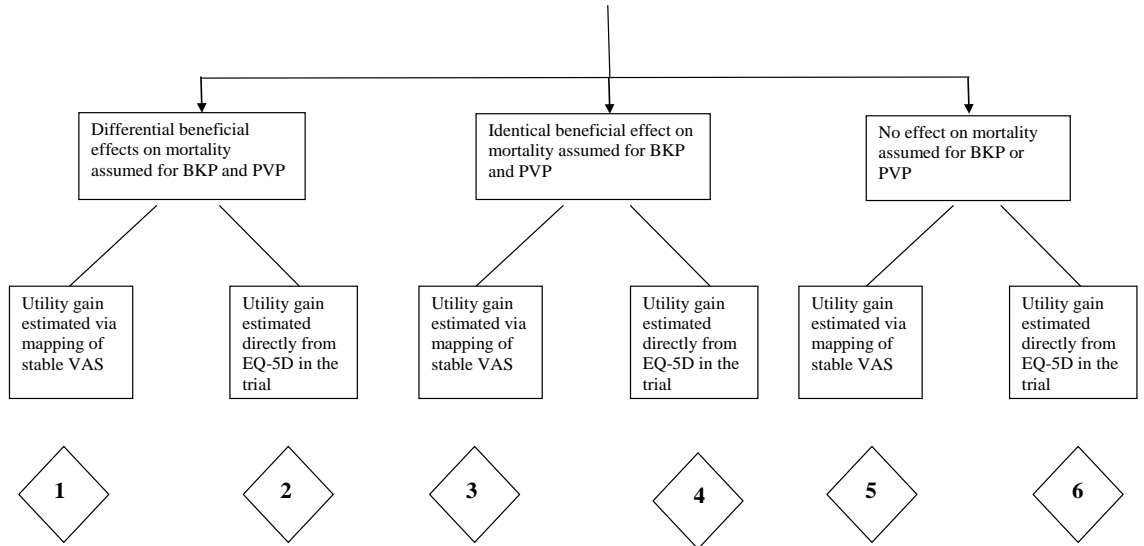 Differential beneficial
effects on mortality
assumed for BKP and PVP
Identical beneficial effect on
mortality assumed for BKP
and PVP
No effect on mortality
assumed for BKP or
PVP
Utility gain
estimated via
mapping of
stable VAS
Utility gain
estimated
directly from
EQ-5D in the
trial
Utility gain
estimated via
mapping of
stable VAS
Utility gain
estimated
directly from
EQ-5D in the
trial
Utility gain
estimated via
mapping of
stable VAS
Utility gain
estimated
directly from
EQ-5D in the
trial
1
2
3
4
5
6